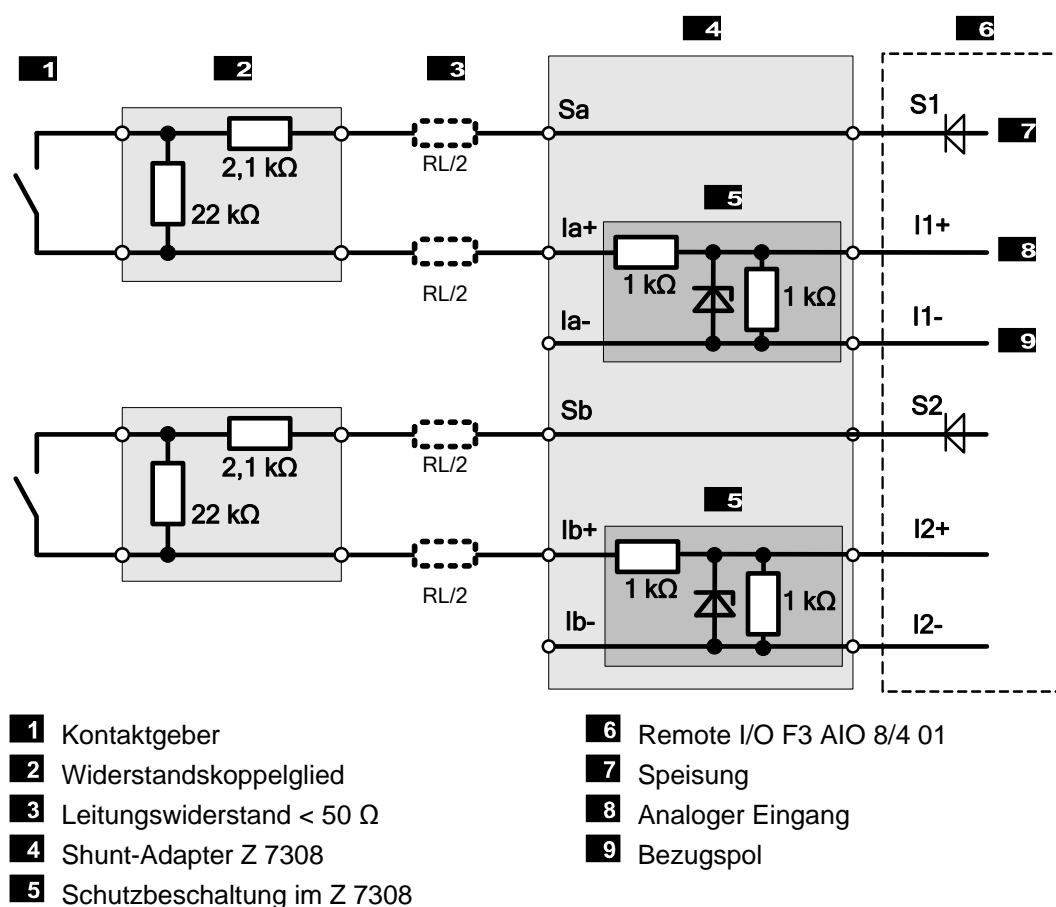 4
6
1
2
3
Sa
S1
7
2,1 kΩ
RL/2
22 kΩ
5
Ia+
I1+
8
1 kΩ
1 kΩ
RL/2
Ia-
I1-
9
Sb
S2
2,1 kΩ
RL/2
22 kΩ
5
Ib+
I2+
1 kΩ
1 kΩ
RL/2
Ib-
I2-
1 Kontaktgeber
2 Widerstandskoppelglied
3 Leitungswiderstand < 50 Ω
4 Shunt-Adapter Z 7308
5 Schutzbeschaltung im Z 7308
6 Remote I/O F3 AIO 8/4 01
7 Speisung
8 Analoger Eingang
9 Bezugspol